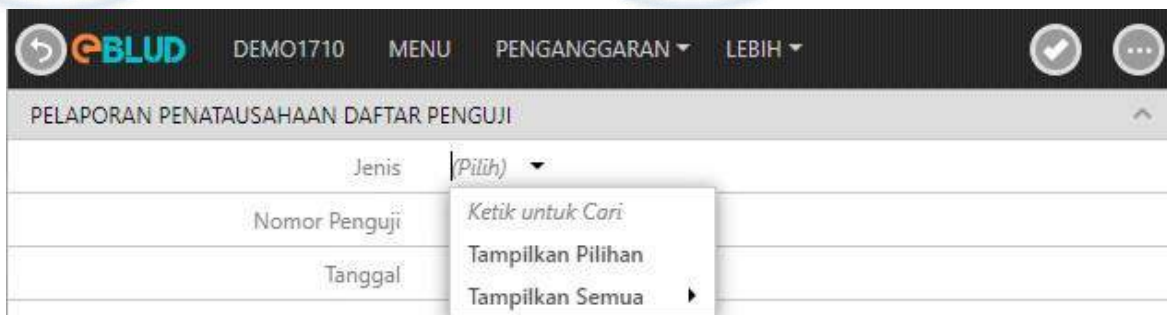 eBLUD DEMO1710 MENU PENGANGGARAN LEBIH
PELAPORAN PENATAUSAHAAN DAFTAR PENGUJI
Jenis (Pilih)
Ketik untuk Cari
Nomor Penguji
Tampilkan Pilihan
Tanggal
Tampilkan Semua